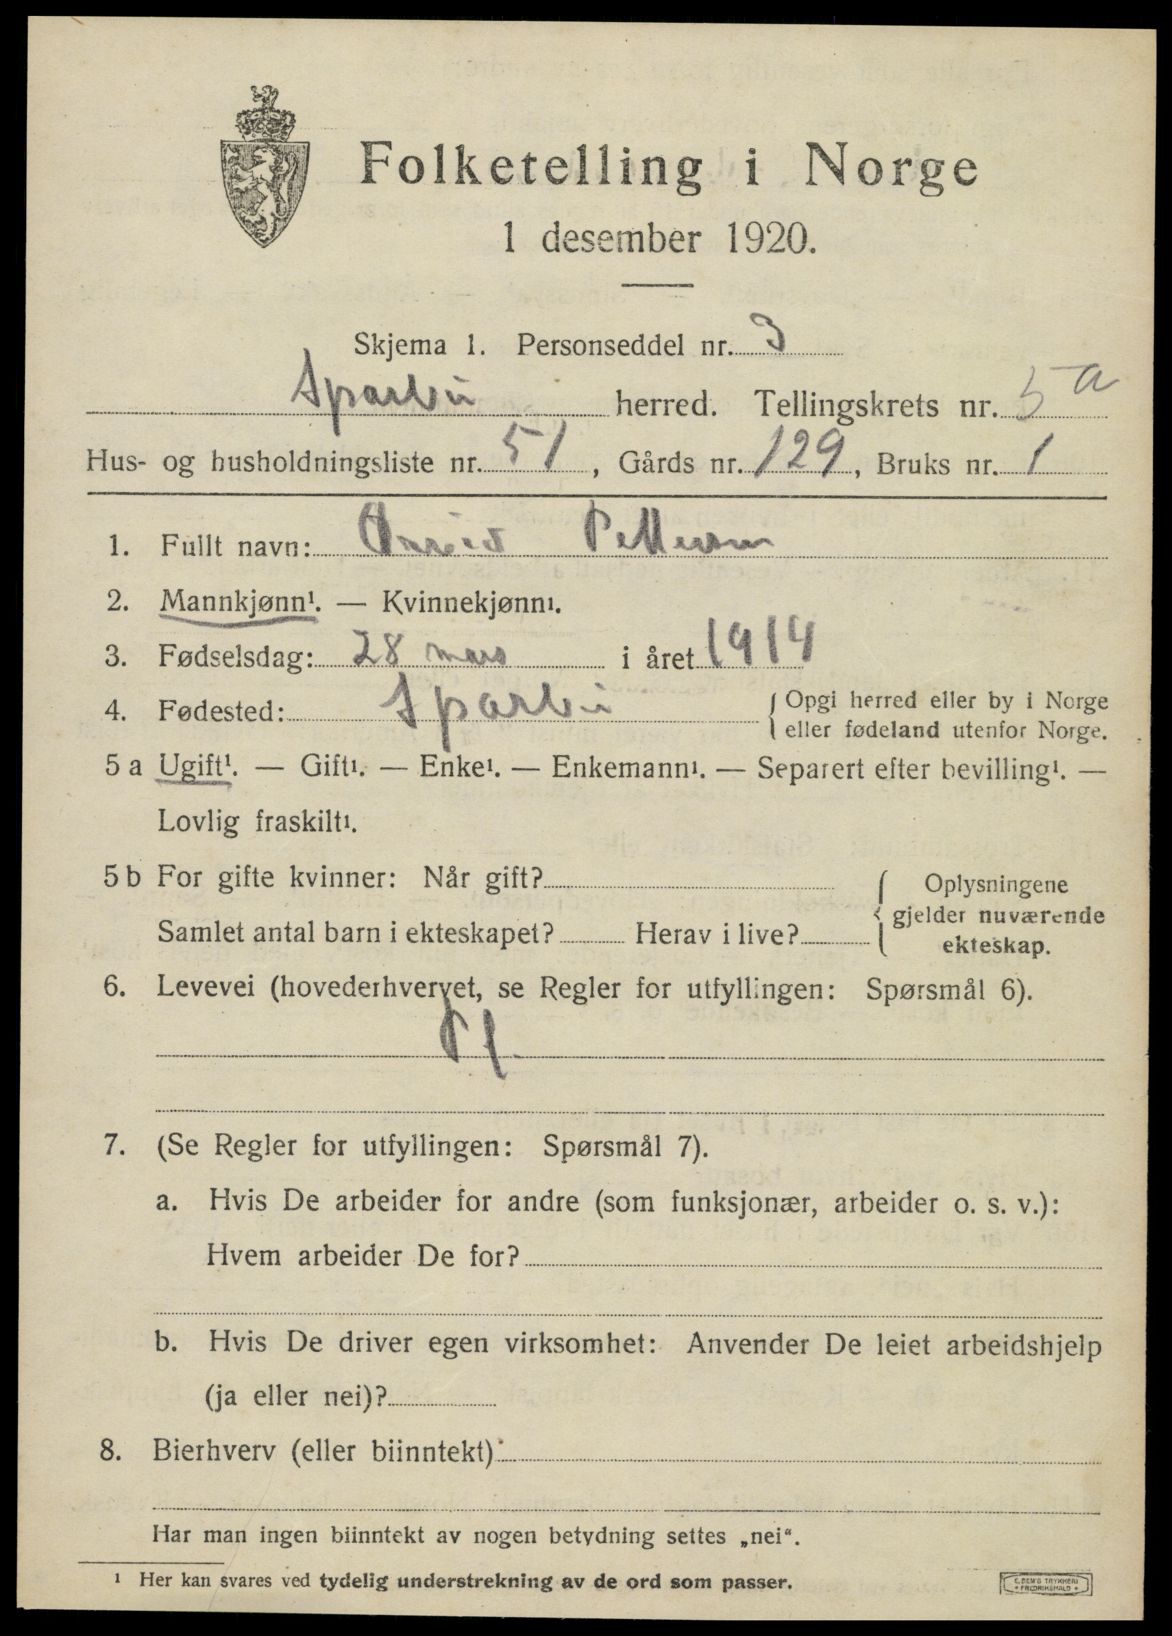 Folketelling i Norge
1 desember 1920.
Skjema 1. Personseddel nr. 3
Sparbu herred. Tellingskrets nr. 5a
Hus- og husholdningsliste nr. 51, Gårds nr. 129, Bruks nr. 1
1. Fullt navn: Pettersen
2. Mannkjønn¹. — Kvinnekjønn¹.
3. Fødselsdag: 28 mars i året 1914
4. Fødested: Sparbu { Opgi herred eller by i Norge
eller fødeland utenfor Norge.
5 a Ugift¹. — Gift¹. — Enke¹. — Enkemann¹. — Separert efter bevilling¹. —
Lovlig fraskilt¹.
5 b For gifte kvinner: Når gift?
Samlet antal barn i ekteskapet? Herav i live?
{ Oplysningene
gjelder nuværende
ekteskap.
6. Levevei (hovederhvervet, se Regler for utfyllingen: Spørsmål 6).
Pf.
7. (Se Regler for utfyllingen: Spørsmål 7).
a. Hvis De arbeider for andre (som funksjonær, arbeider o. s. v.):
Hvem arbeider De for?
b. Hvis De driver egen virksomhet: Anvender De leiet arbeidshjelp
(ja eller nei)?
8. Bierhverv (eller biinntekt)
Har man ingen biinntekt av nogen betydning settes „nei“.
¹ Her kan svares ved tydelig understrekning av de ord som passer.
TRYKKERI
FREDRIKSHALD